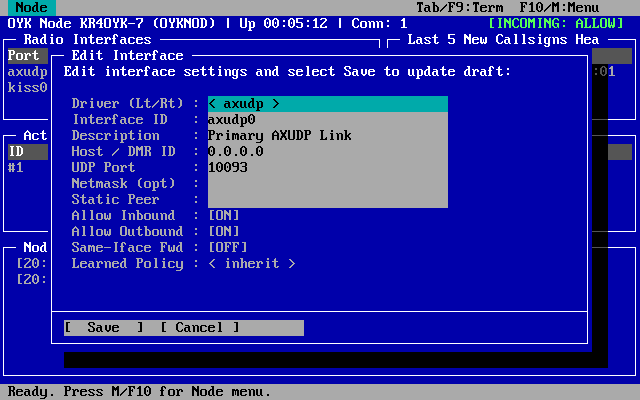 Node Tab/F9:Term F10/M:Menu
OYK Node KR4OYK-7 (OYKNOD) | Up 00:05:12 | Conn: 1 [INCOMING: ALLOW]
Radio Interfaces Last 5 New Callsigns Hea
Port
Edit Interface
axudp Edit interface settings and select Save to update draft: :01
kiss0
Driver (Lt/Rt) : < axudp >
Interface ID : axudp0
Act Description : Primary AXUDP Link
ID Host / DMR ID : 0.0.0.0
#1 UDP Port : 10093
Netmask (opt) :
Static Peer :
Allow Inbound : [ON]
Allow Outbound : [ON]
Nod Same-Iface Fwd : [OFF]
[20: Learned Policy : < inherit >
[20:
[ Save ] [ Cancel ]
Ready. Press M/F10 for Node menu.